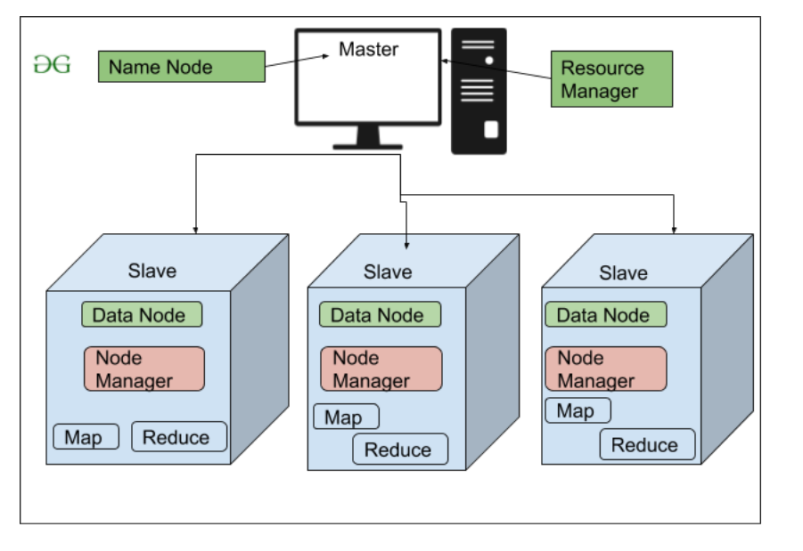 Master
Name Node
Resource
Manager
Slave
Data Node
Node
Manager
Map
Reduce
Slave
Data Node
Node
Manager
Map
Reduce
Slave
Data Node
Node
Manager
Map
Reduce